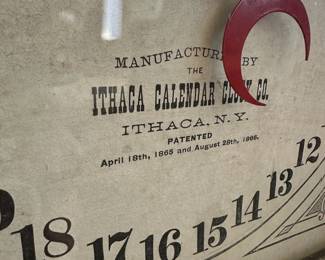 MANUFACTURED BY
THE
ITHACA CALENDAR CLOCK CO.
ITHACA, N.Y.
PATENTED
April 18th, 1865 and August 28th, 1866.
18 17 16 15 14 13 12